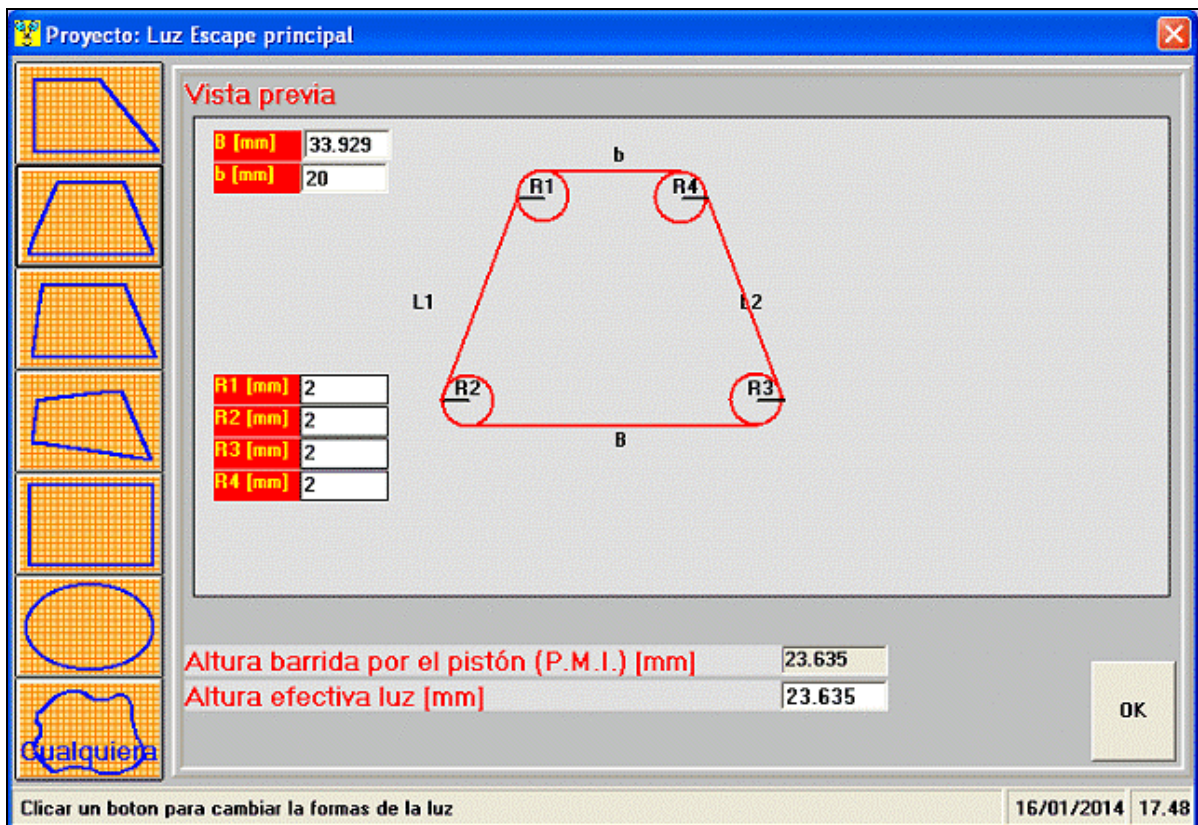 Proyecto: Luz Escape principal
Vista previa
B [mm] 33.929
b [mm] 20
b
R1 R4
L1 L2
R2 R3
B
R1 [mm] 2
R2 [mm] 2
R3 [mm] 2
R4 [mm] 2
Altura barrida por el pistón (P.M.I.) [mm] 23.635
Altura efectiva luz [mm] 23.635
OK
Cualquiera
Clicar un boton para cambiar la formas de la luz 16/01/2014 17.48